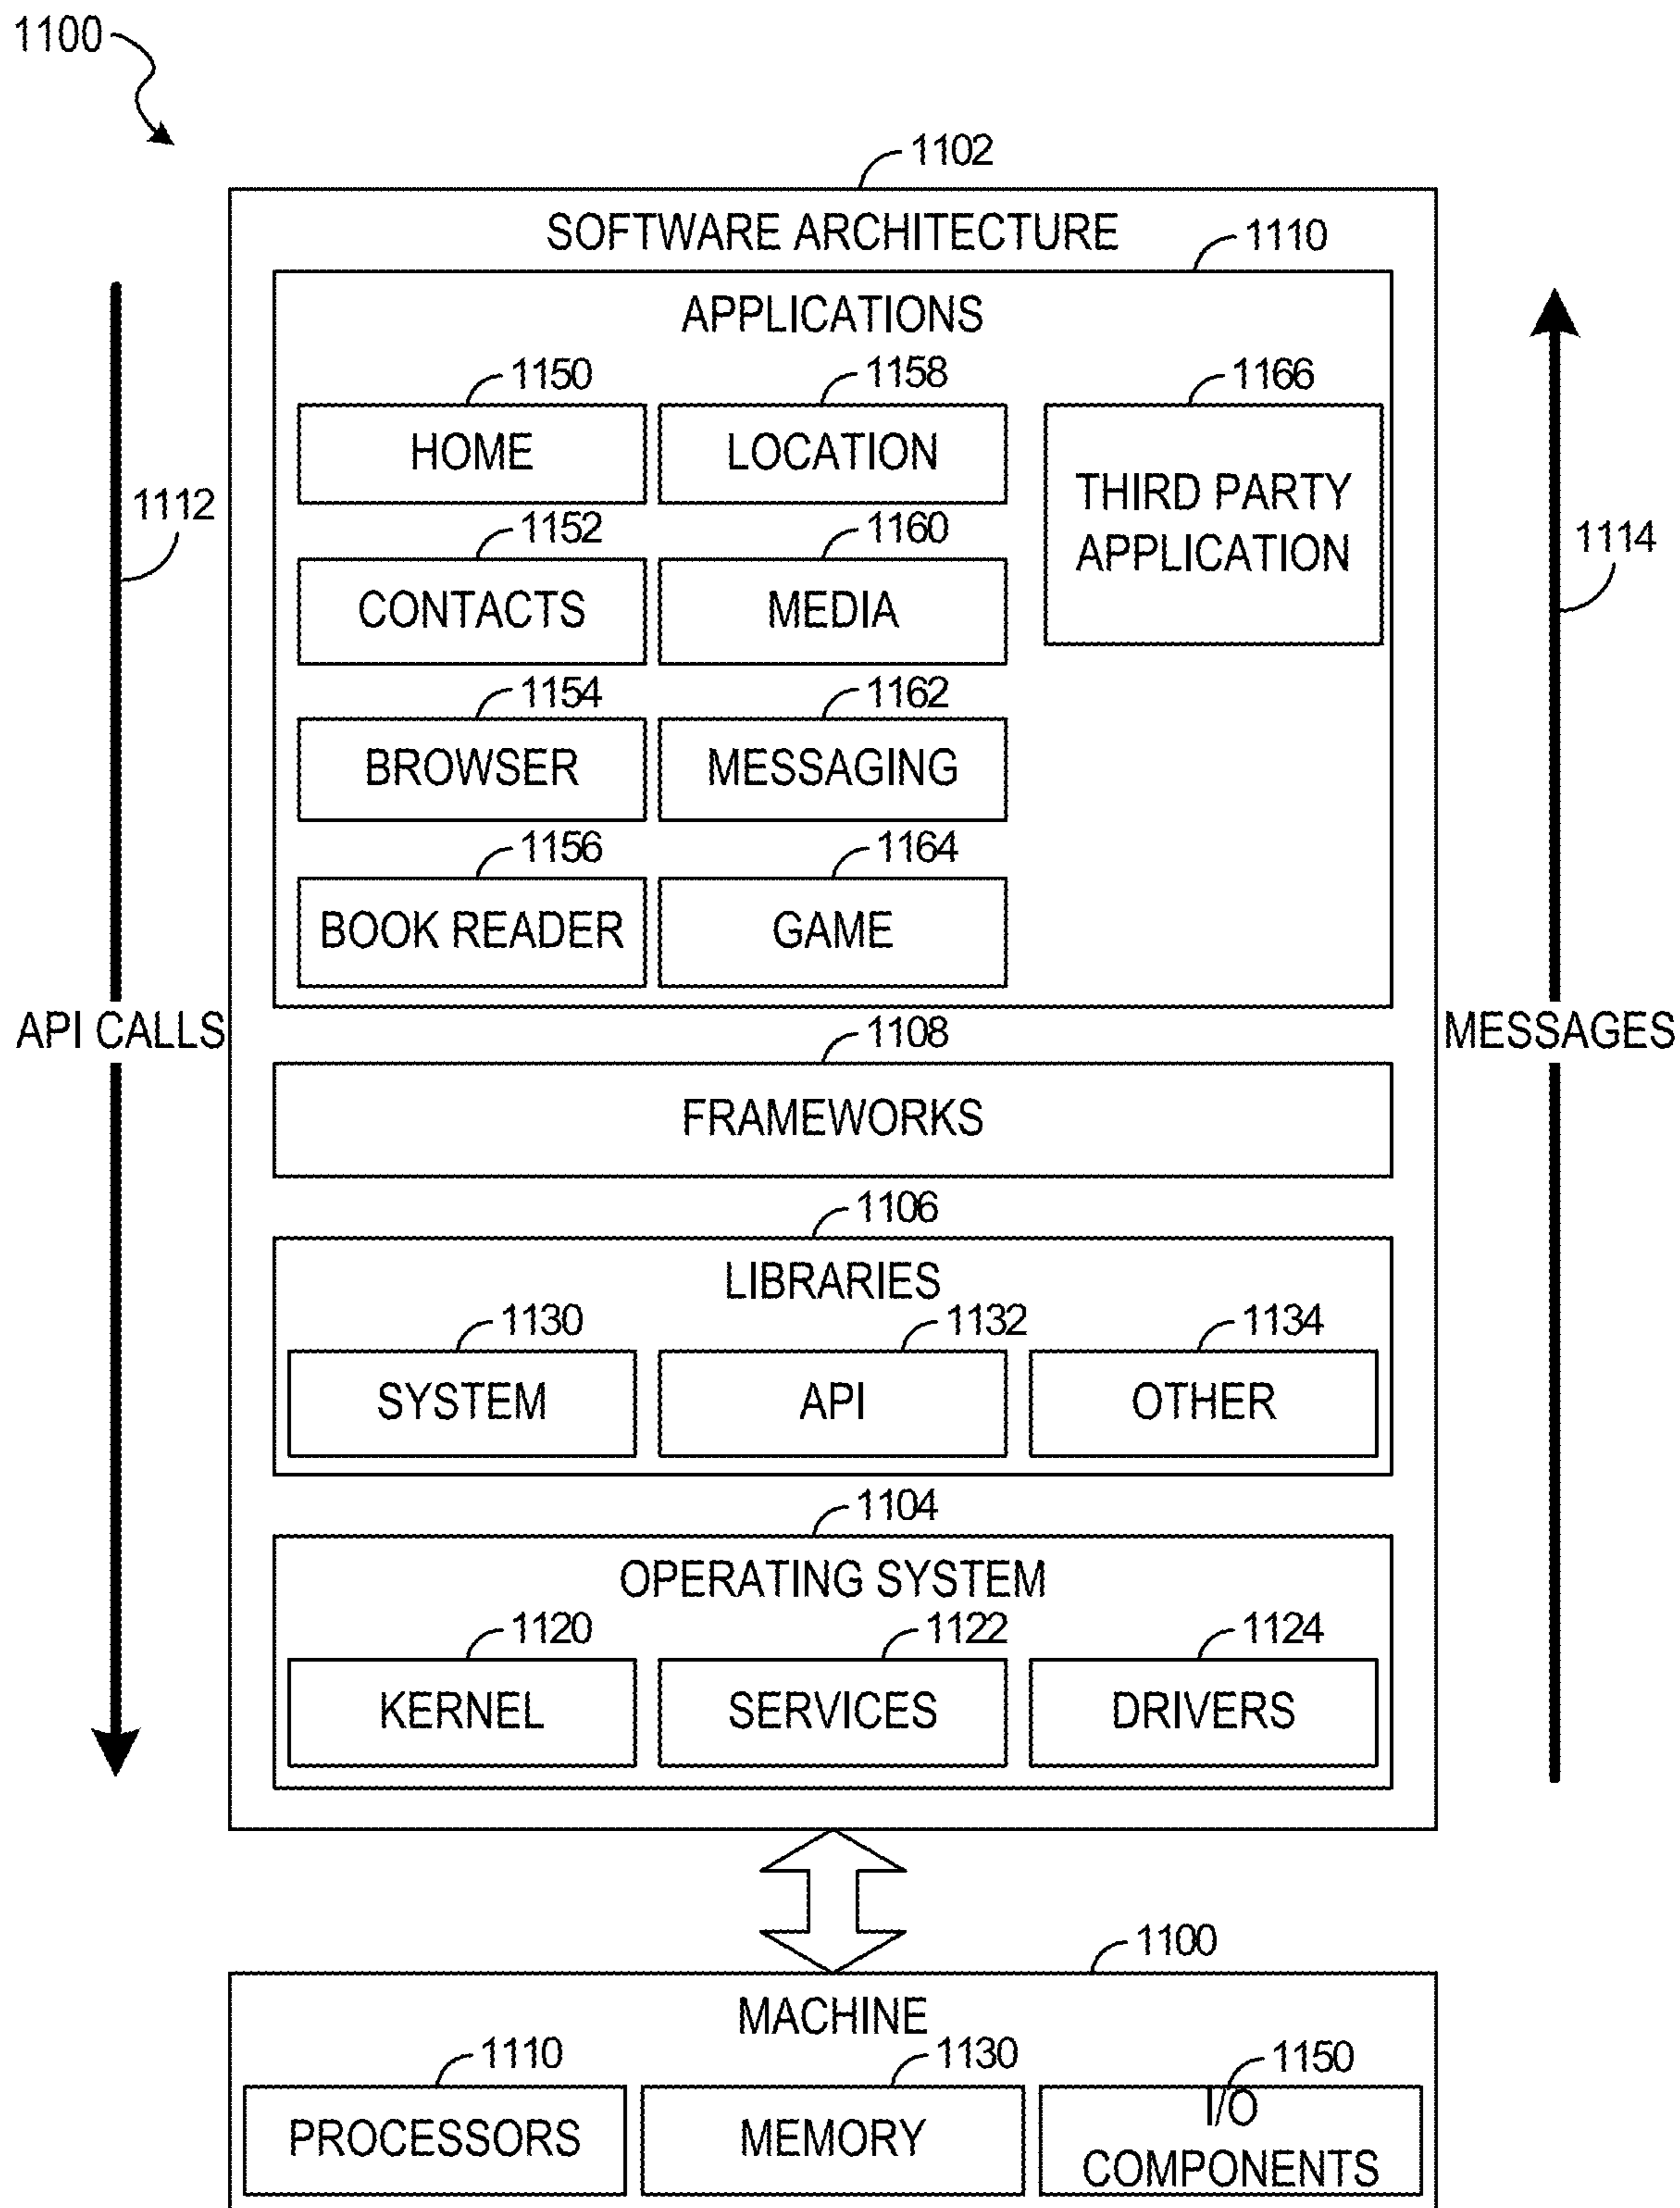 1100
1102
SOFTWARE ARCHITECTURE
1110
APPLICATIONS
1150
1158
1166
HOME
LOCATION
THIRD PARTY
APPLICATION
1112
1152
1160
1114
CONTACTS
MEDIA
1154
1162
BROWSER
MESSAGING
1156
1164
BOOK READER
GAME
API CALLS
MESSAGES
1108
FRAMEWORKS
1106
LIBRARIES
1130
1132
1134
SYSTEM
API
OTHER
1104
OPERATING SYSTEM
1120
1122
1124
KERNEL
SERVICES
DRIVERS
1100
MACHINE
1110
1130
1150
PROCESSORS
MEMORY
I/O
COMPONENTS